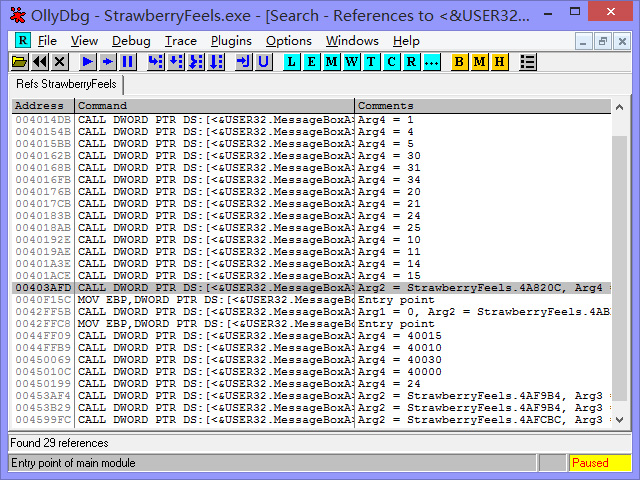 OllyDbg - StrawberryFeels.exe - [Search - References to <&USER32...
R File View Debug Trace Plugins Options Windows Help
U L E M W T C R ... B M H
Refs StrawberryFeels
Address Command Comments
004014DB CALL DWORD PTR DS:[<&USER32.MessageBoxA> Arg4 = 1
0040154B CALL DWORD PTR DS:[<&USER32.MessageBoxA> Arg4 = 4
004015BB CALL DWORD PTR DS:[<&USER32.MessageBoxA> Arg4 = 5
0040162B CALL DWORD PTR DS:[<&USER32.MessageBoxA> Arg4 = 30
0040168B CALL DWORD PTR DS:[<&USER32.MessageBoxA> Arg4 = 31
004016FB CALL DWORD PTR DS:[<&USER32.MessageBoxA> Arg4 = 34
0040176B CALL DWORD PTR DS:[<&USER32.MessageBoxA> Arg4 = 20
004017CB CALL DWORD PTR DS:[<&USER32.MessageBoxA> Arg4 = 21
0040183B CALL DWORD PTR DS:[<&USER32.MessageBoxA> Arg4 = 24
004018AB CALL DWORD PTR DS:[<&USER32.MessageBoxA> Arg4 = 25
0040192E CALL DWORD PTR DS:[<&USER32.MessageBoxA> Arg4 = 10
004019AE CALL DWORD PTR DS:[<&USER32.MessageBoxA> Arg4 = 11
00401A3E CALL DWORD PTR DS:[<&USER32.MessageBoxA> Arg4 = 14
00401ACE CALL DWORD PTR DS:[<&USER32.MessageBoxA> Arg4 = 15
00403AFD CALL DWORD PTR DS:[<&USER32.MessageBoxA> Arg2 = StrawberryFeels.4A820C, Arg4 =
0040F15C MOV EBP,DWORD PTR DS:[<&USER32.MessageBo Entry point
0042FF5B CALL DWORD PTR DS:[<&USER32.MessageBoxA> Arg1 = 0, Arg2 = StrawberryFeels.4AB
0042FFC8 MOV EBP,DWORD PTR DS:[<&USER32.MessageBo Entry point
0044FF09 CALL DWORD PTR DS:[<&USER32.MessageBoxA> Arg4 = 40015
0044FFB9 CALL DWORD PTR DS:[<&USER32.MessageBoxA> Arg4 = 40010
00450069 CALL DWORD PTR DS:[<&USER32.MessageBoxA> Arg4 = 40030
0045010C CALL DWORD PTR DS:[<&USER32.MessageBoxA> Arg4 = 40000
00450199 CALL DWORD PTR DS:[<&USER32.MessageBoxA> Arg4 = 24
00453AF4 CALL DWORD PTR DS:[<&USER32.MessageBoxA> Arg2 = StrawberryFeels.4AF9B4, Arg3 =
00453B29 CALL DWORD PTR DS:[<&USER32.MessageBoxA> Arg2 = StrawberryFeels.4AF9B4, Arg3 =
004599FC CALL DWORD PTR DS:[<&USER32.MessageBoxA> Arg2 = StrawberryFeels.4AFCBC, Arg3 =
Found 29 references
Entry point of main module Paused